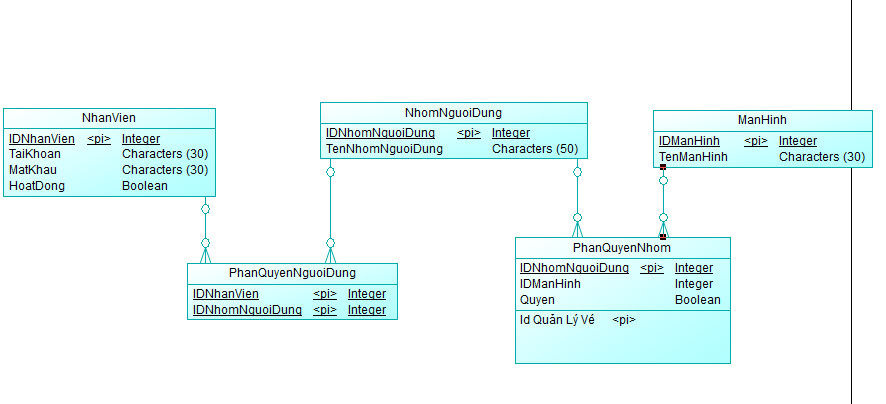 NhanVien
IDNhanVien <pi> Integer
TaiKhoan Characters (30)
MatKhau Characters (30)
HoatDong Boolean
NhomNguoiDung
IDNhomNguoiDung <pi> Integer
TenNhomNguoiDung Characters (50)
ManHinh
IDManHinh <pi> Integer
TenManHinh Characters (30)
PhanQuyenNguoiDung
IDNhanVien <pi> Integer
IDNhomNguoiDung <pi> Integer
PhanQuyenNhom
IDNhomNguoiDung <pi> Integer
IDManHinh Integer
Quyen Boolean
Id Quản Lý Vé <pi>